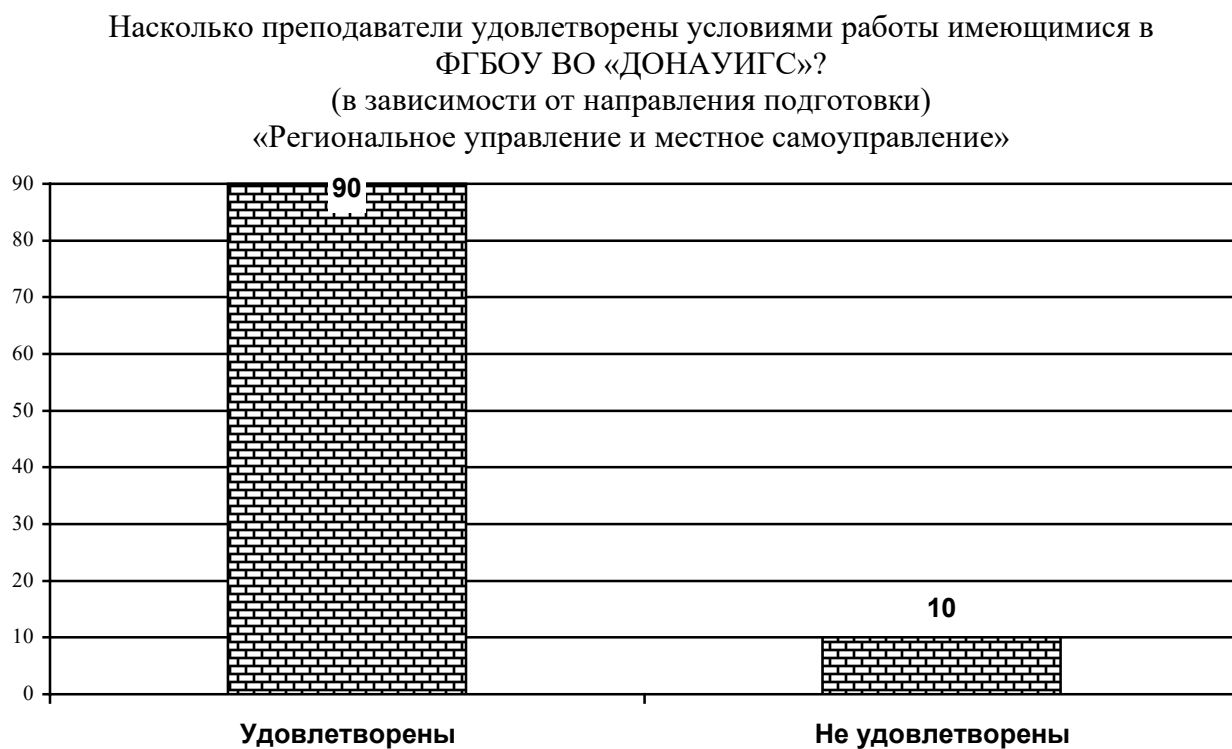 Насколько преподаватели удовлетворены условиями работы имеющимися в
ФГБОУ ВО «ДОНАУИГС»?
(в зависимости от направления подготовки)
«Региональное управление и местное самоуправление»
90
80
70
60
50
40
30
20
10
0
90
10
Удовлетворены
Не удовлетворены